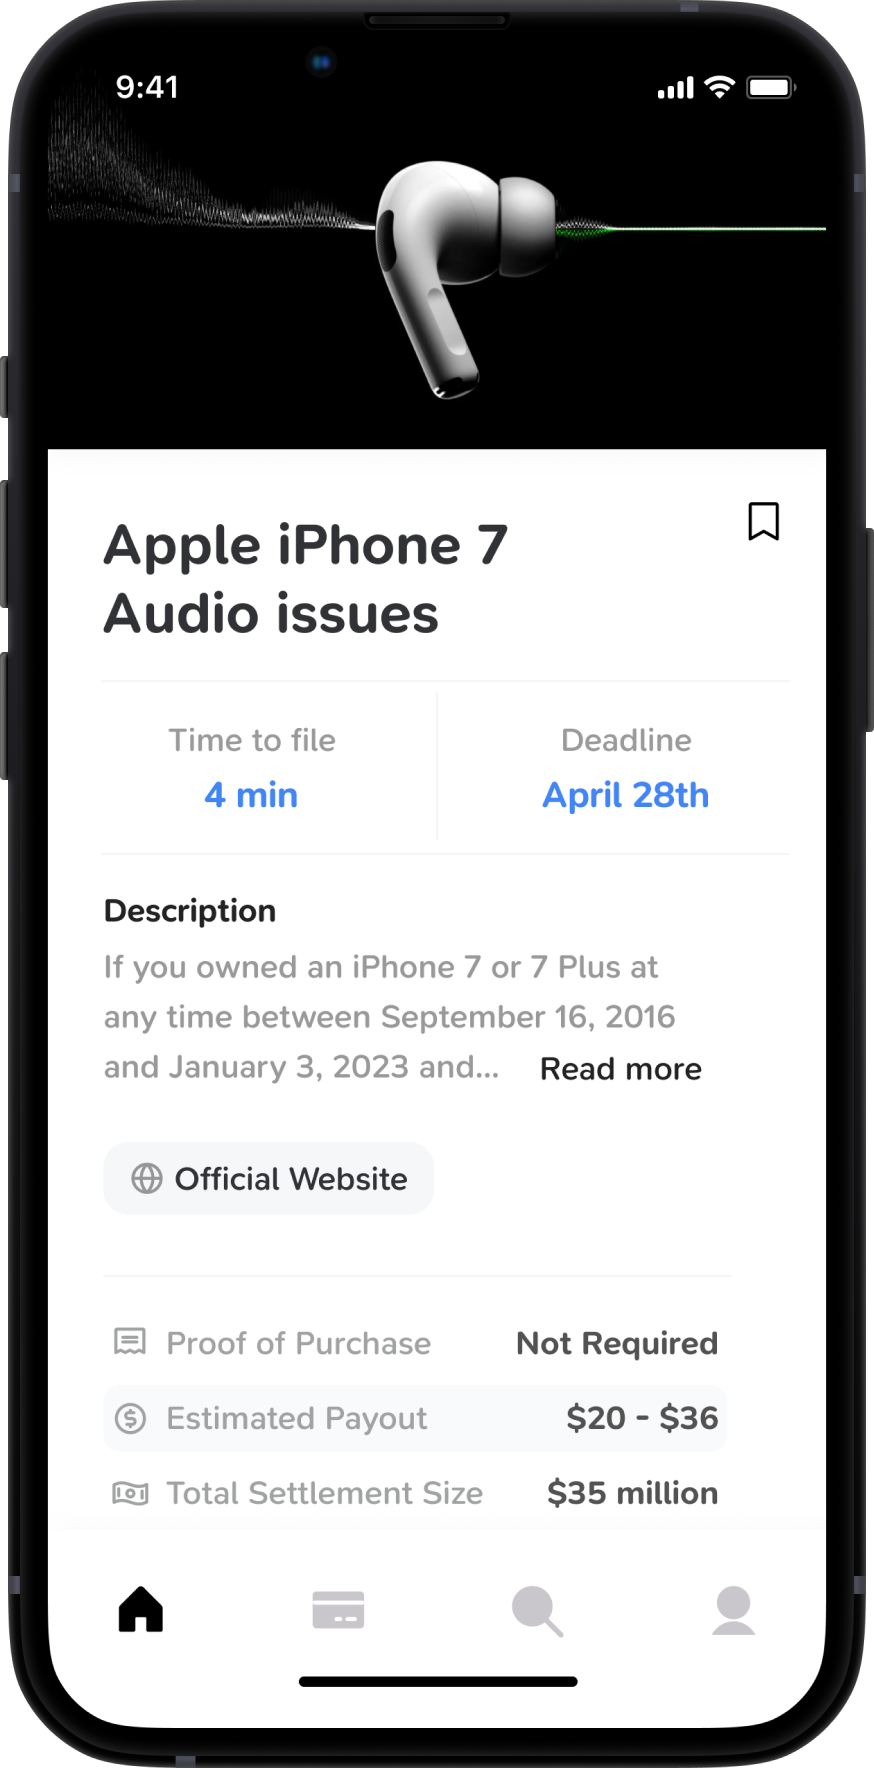 9:41
Apple iPhone 7
Audio issues
Time to file
Deadline
4 min
April 28th
Description
If you owned an iPhone 7 or 7 Plus at
any time between September 16, 2016
and January 3, 2023 and... Read more
Official Website
Proof of Purchase Not Required
Estimated Payout $20 - $36
Total Settlement Size $35 million